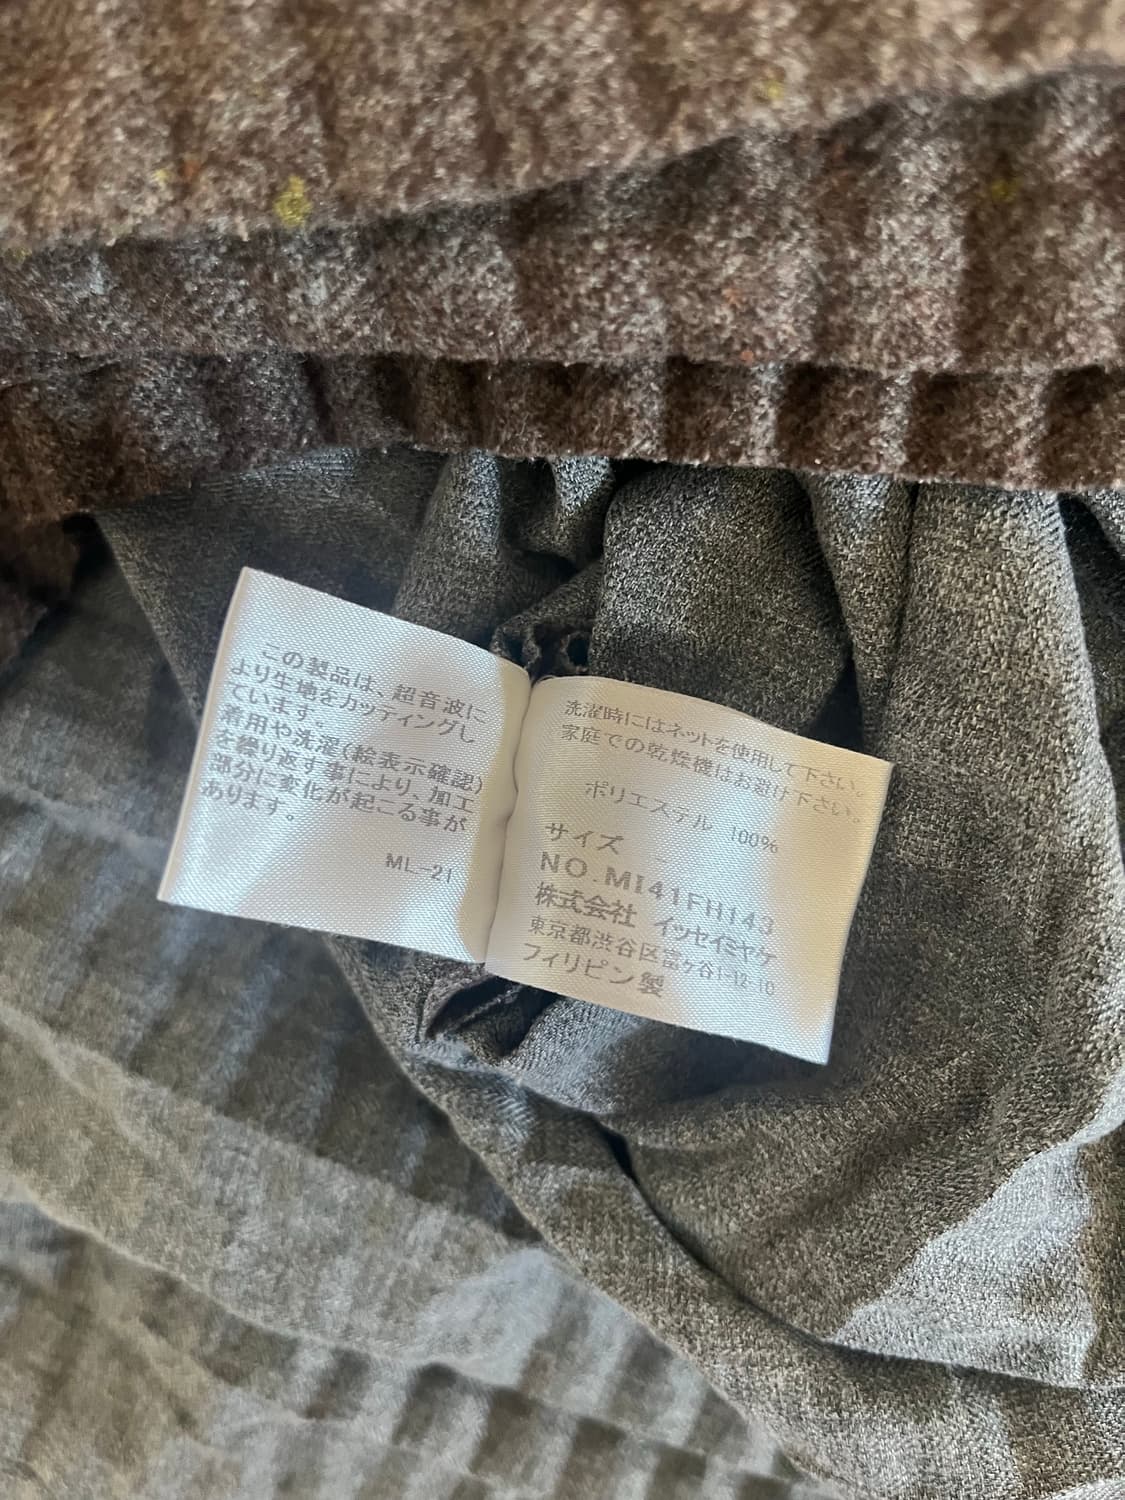 この製品は、超音波に
より生地をカッティングし
ています。
着用や洗濯(絵表示確認)
を繰り返す事により、加工
部分に変化が起こる事が
あります。
ML-21
洗濯時にはネットを使用して下さい。
家庭での乾燥機はお避け下さい。
ポリエステル 100%
サイズ -
NO.MI41FH143
株式会社 イッセイミヤケ
東京都渋谷区富ヶ谷1-12-10
フィリピン製